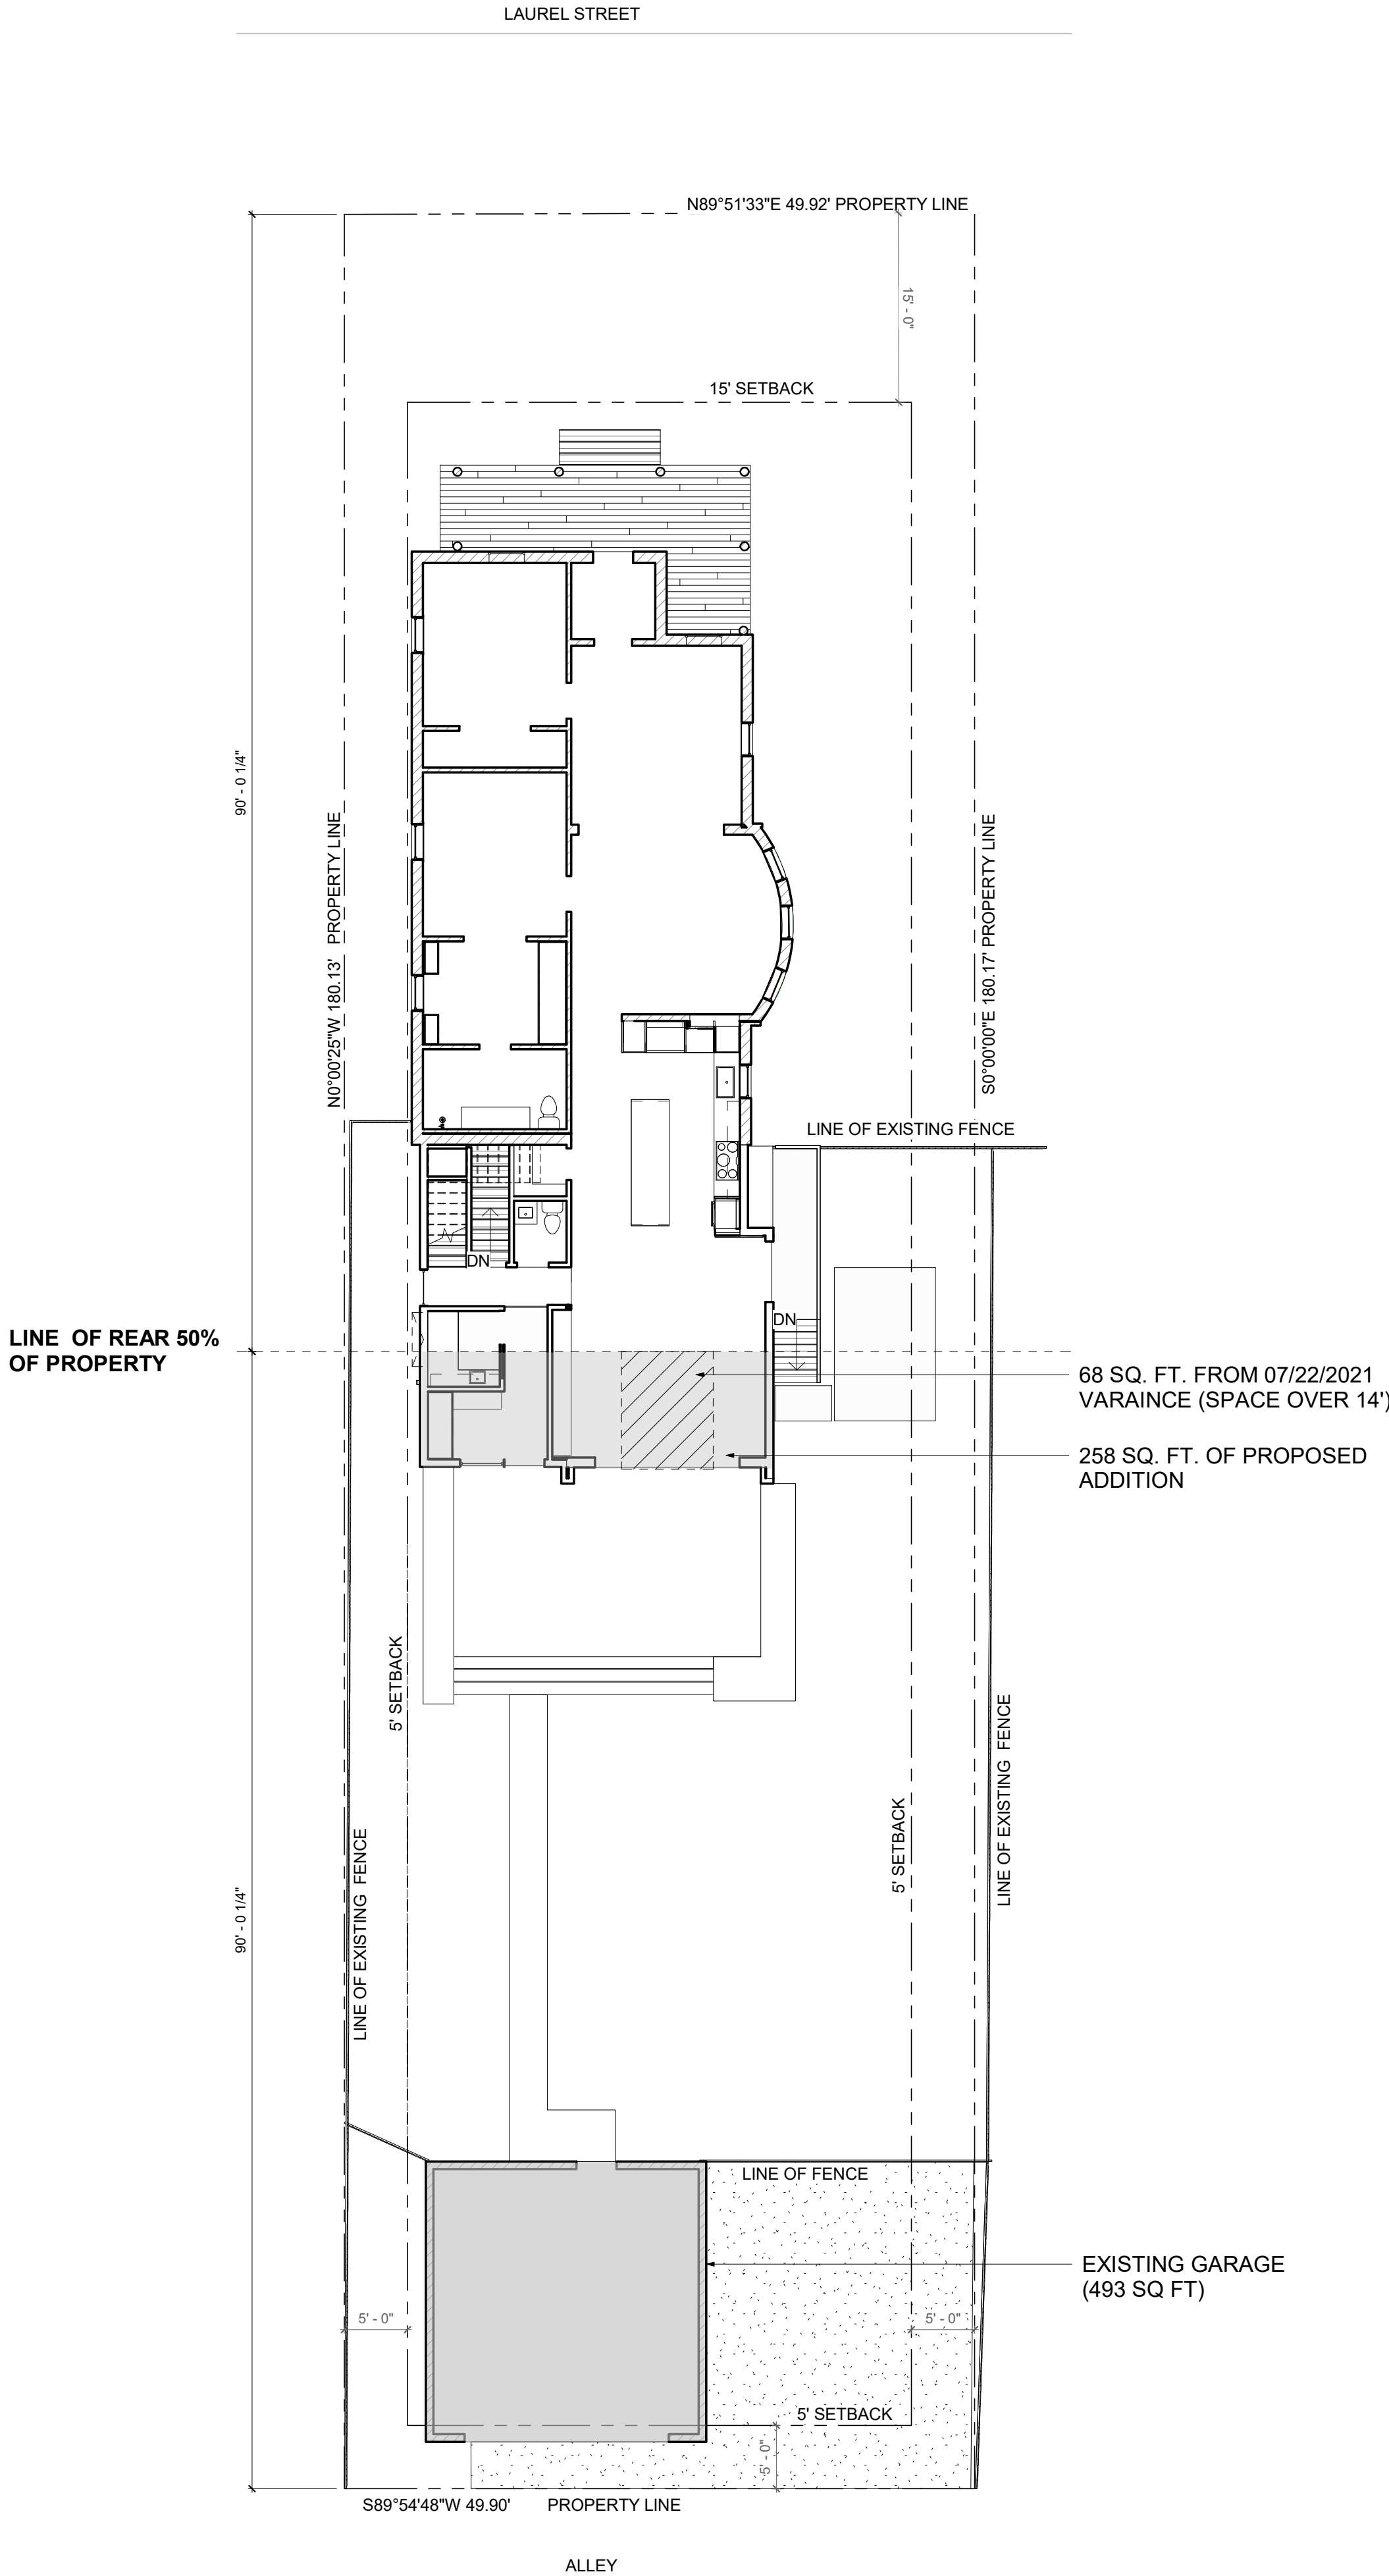 LAUREL STREET
N89°51'33"E 49.92' PROPERTY LINE
15' - 0"
15' SETBACK
90' - 0 1/4"
N0°00'25"W 180.13' PROPERTY LINE
S0°00'00"E 180.17' PROPERTY LINE
LINE OF EXISTING FENCE
DN
DN
LINE OF REAR 50%
OF PROPERTY
68 SQ. FT. FROM 07/22/2021
VARAINCE (SPACE OVER 14')
258 SQ. FT. OF PROPOSED
ADDITION
5' SETBACK
LINE OF EXISTING FENCE
5' SETBACK
LINE OF EXISTING FENCE
90' - 0 1/4"
LINE OF FENCE
EXISTING GARAGE
(493 SQ FT)
5' - 0"
5' - 0"
5' SETBACK
5' - 0"
S89°54'48"W 49.90' PROPERTY LINE
ALLEY